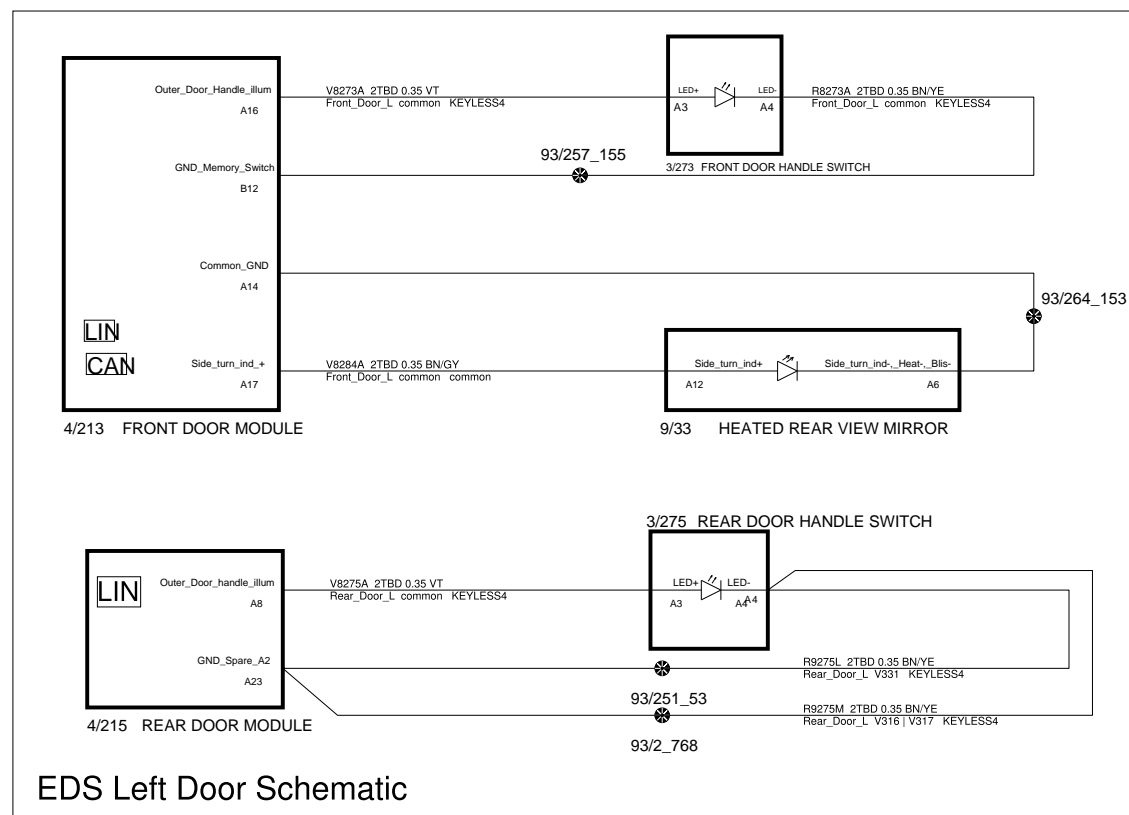 Outer_Door_Handle_illum
A16
V8273A 2TBD 0.35 VT
Front_Door_L common KEYLESS4
LED+
A3
LED-
A4
R8273A 2TBD 0.35 BN/YE
Front_Door_L common KEYLESS4
3/273 FRONT DOOR HANDLE SWITCH
GND_Memory_Switch
B12
93/257_155
Common_GND
A14
93/264_153
LIN
CAN
Side_turn_ind_+
A17
V8284A 2TBD 0.35 BN/GY
Front_Door_L common common
Side_turn_ind+
A12
Side_turn_ind-,_Heat-,_Blis-
A6
4/213 FRONT DOOR MODULE
9/33 HEATED REAR VIEW MIRROR
3/275 REAR DOOR HANDLE SWITCH
LIN
Outer_Door_handle_illum
A8
V8275A 2TBD 0.35 VT
Rear_Door_L common KEYLESS4
LED+
A3
LED-
A4
A4
GND_Spare_A2
A23
93/251_53
R9275L 2TBD 0.35 BN/YE
Rear_Door_L V331 KEYLESS4
93/2_768
R9275M 2TBD 0.35 BN/YE
Rear_Door_L V316 | V317 KEYLESS4
4/215 REAR DOOR MODULE
EDS Left Door Schematic